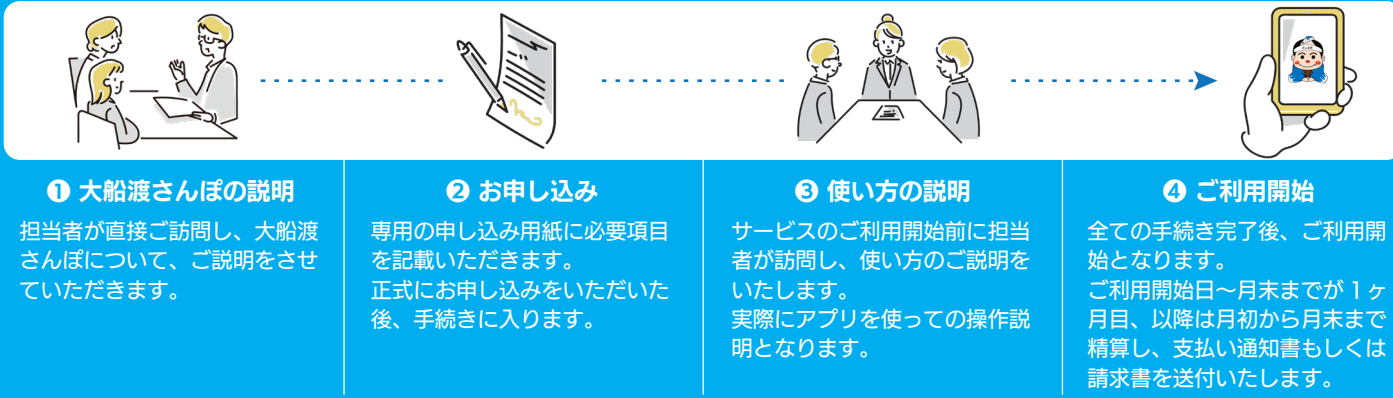 ❶ 大船渡さんぽの説明
担当者が直接ご訪問し、大船渡
さんぽについて、ご説明をさせ
ていただきます。
❷ お申し込み
専用の申し込み用紙に必要項目
を記載いただきます。
正式にお申し込みをいただいた
後、手続きに入ります。
❸ 使い方の説明
サービスのご利用開始前に担当
者が訪問し、使い方のご説明を
いたします。
実際にアプリを使っての操作説
明となります。
❹ ご利用開始
全ての手続き完了後、ご利用開
始となります。
ご利用開始日〜月末までが１ヶ
月目、以降は月初から月末まで
精算し、支払い通知書もしくは
請求書を送付いたします。